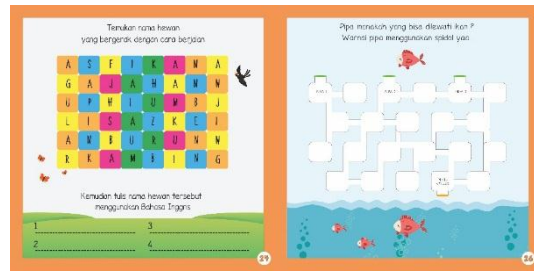 Temukan nama hewan
yang bergerak dengan cara berjalan
A S F I K A N A
G A J A H A N W
U P H I U M B J
L I S A Z K E I
A N B U R U N N
R K A M B I N G
Kemudian tulis nama hewan tersebut
menggunakan Bahasa Inggris
1 3
2 4
29
Pipa manakah yang bisa dilewati ikan ?
Warnai pipa menggunakan spidol yaa
26